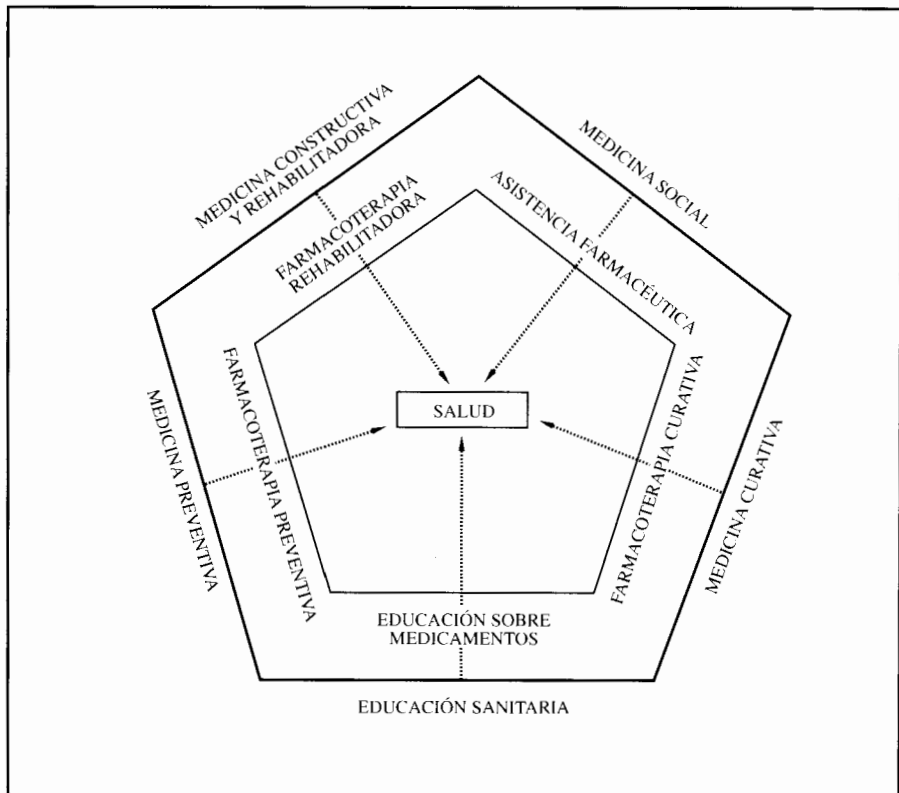 MEDICINA CONSTRUCTIVA
Y REHABILITADORA
MEDICINA SOCIAL
FARMACOTERAPIA
REHABILITADORA
ASISTENCIA FARMACÉUTICA
MEDICINA PREVENTIVA
FARMACOTERAPIA PREVENTIVA
SALUD
FARMACOTERAPIA CURATIVA
MEDICINA CURATIVA
EDUCACIÓN SOBRE
MEDICAMENTOS
EDUCACIÓN SANITARIA